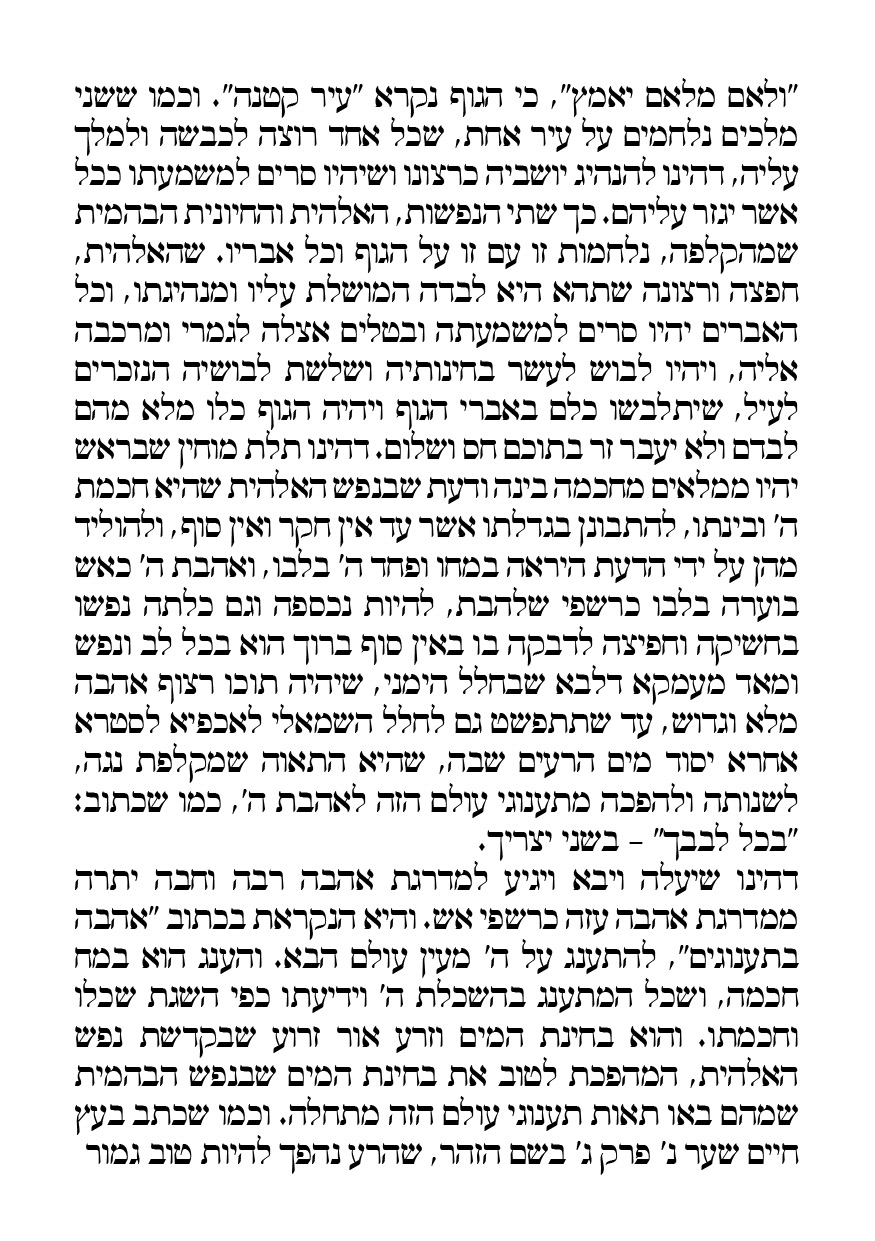 "ולאם מלאם יאמץ", כי הגוף נקרא "עיר קטנה". וכמו ששני
מלכים נלחמים על עיר אחת, שכל אחד רוצה לכבשה ולמלך
עליה, דהינו להנהיג יושביה כרצונו ושיהיו סרים למשמעתו ככל
אשר יגזר עליהם. כך שתי הנפשות, האלהית והחיונית הבהמית
שמהקלפה, נלחמות זו עם זו על הגוף וכל אבריו. שהאלהית,
חפצה ורצונה שתהא היא לבדה המושלת עליו ומנהיגתו, וכל
האברים יהיו סרים למשמעתה ובטלים אצלה לגמרי ומרכבה
אליה, ויהיו לבוש לעשר בחינותיה ושלשת לבושיה הנזכרים
לעיל, שיתלבשו כלם באברי הגוף ויהיה הגוף כלו מלא מהם
לבדם ולא יעבר זר בתוכם חס ושלום. דהינו תלת מוחין שבראש
יהיו ממלאים מחכמה בינה ודעת שבנפש האלהית שהיא חכמת
ה' ובינתו, להתבונן בגדלתו אשר עד אין חקר ואין סוף, ולהוליד
מהן על ידי הדעת היראה במחו ופחד ה' בלבו, ואהבת ה' כאש
בוערה בלבו כרשפי שלהבת, להיות נכספה וגם כלתה נפשו
בחשיקה וחפיצה לדבקה בו באין סוף ברוך הוא בכל לב ונפש
ומאד מעמקא דלבא שבחלל הימני, שיהיה תוכו רצוף אהבה
מלא וגדוש, עד שתתפשט גם לחלל השמאלי לאכפיא לסטרא
אחרא יסוד מים הרעים שבה, שהיא התאוה שמקלפת נגה,
לשנותה ולהפכה מתענוגי עולם הזה לאהבת ה', כמו שכתוב:
"בכל לבבך" – בשני יצריך.
דהינו שיעלה ויבא ויגיע למדרגת אהבה רבה וחבה יתרה
ממדרגת אהבה עזה כרשפי אש. והיא הנקראת בכתוב "אהבה
בתענוגים", להתענג על ה' מעין עולם הבא. והענג הוא במח
חכמה, ושכל המתענג בהשכלת ה' וידיעתו כפי השגת שכלו
וחכמתו. והוא בחינת המים וזרע אור זרוע שבקדשת נפש
האלהית, המהפכת לטוב את בחינת המים שבנפש הבהמית
שמהם באו תאות תענוגי עולם הזה מתחלה. וכמו שכתב בעץ
חיים שער נ' פרק ג' בשם הזהר, שהרע נהפך להיות טוב גמור